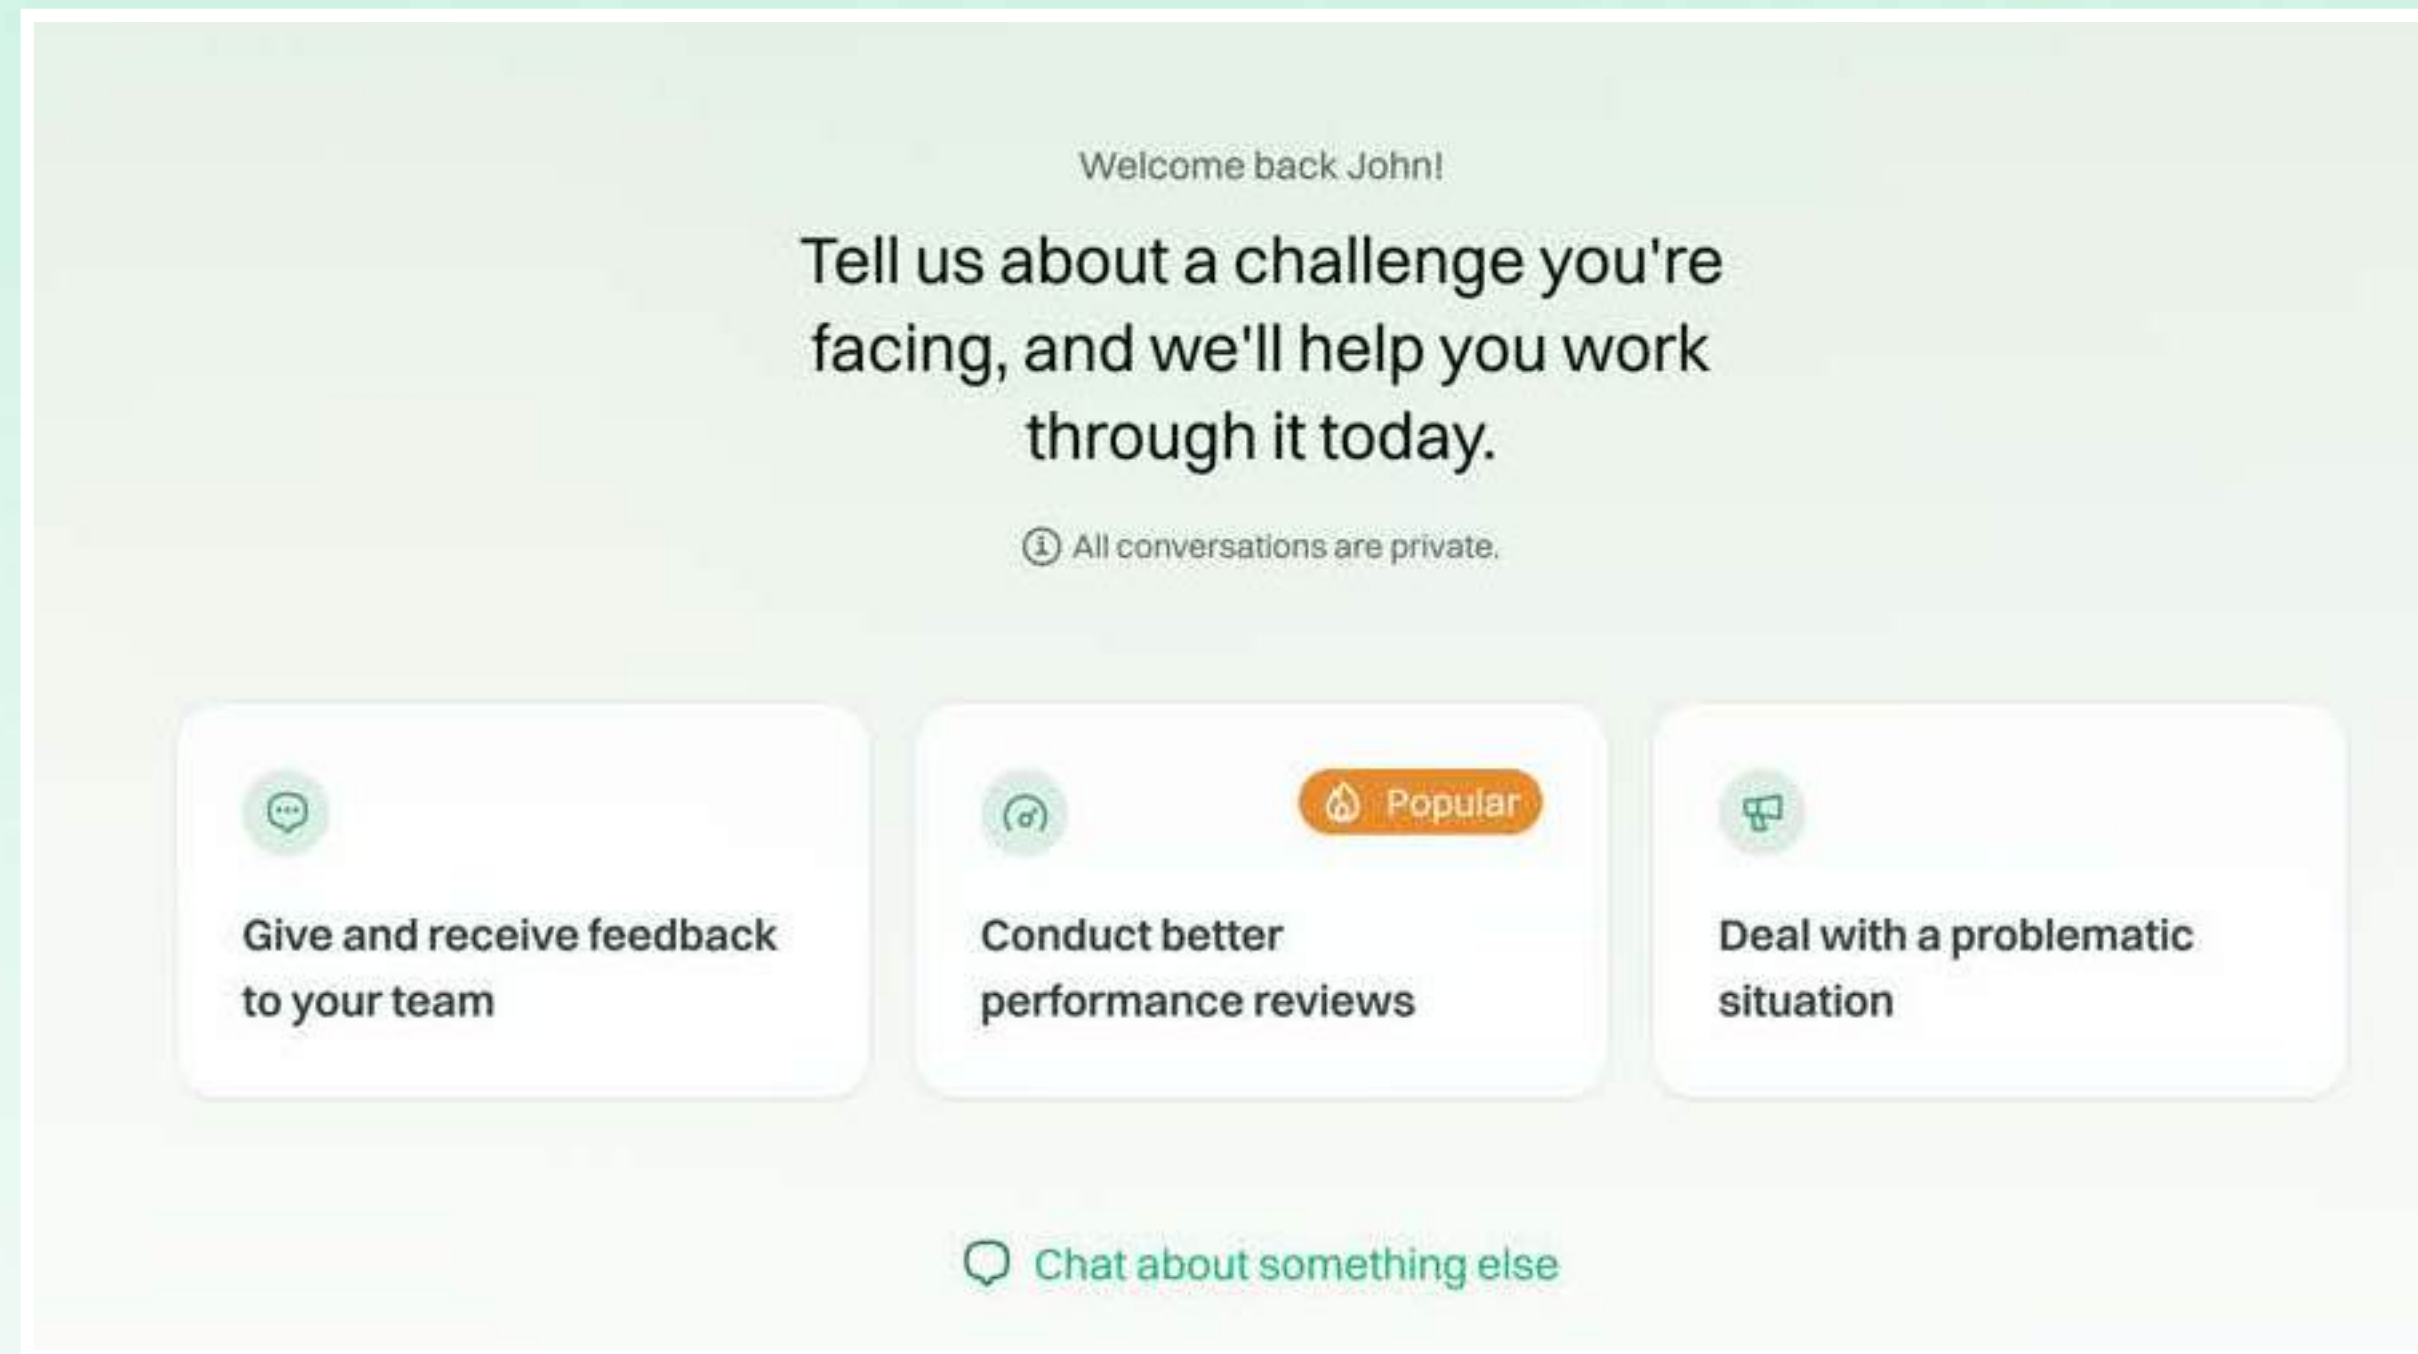 Welcome back John!
Tell us about a challenge you're
facing, and we'll help you work
through it today.
All conversations are private.
Popular
Give and receive feedback
to your team
Conduct better
performance reviews
Deal with a problematic
situation
Chat about something else